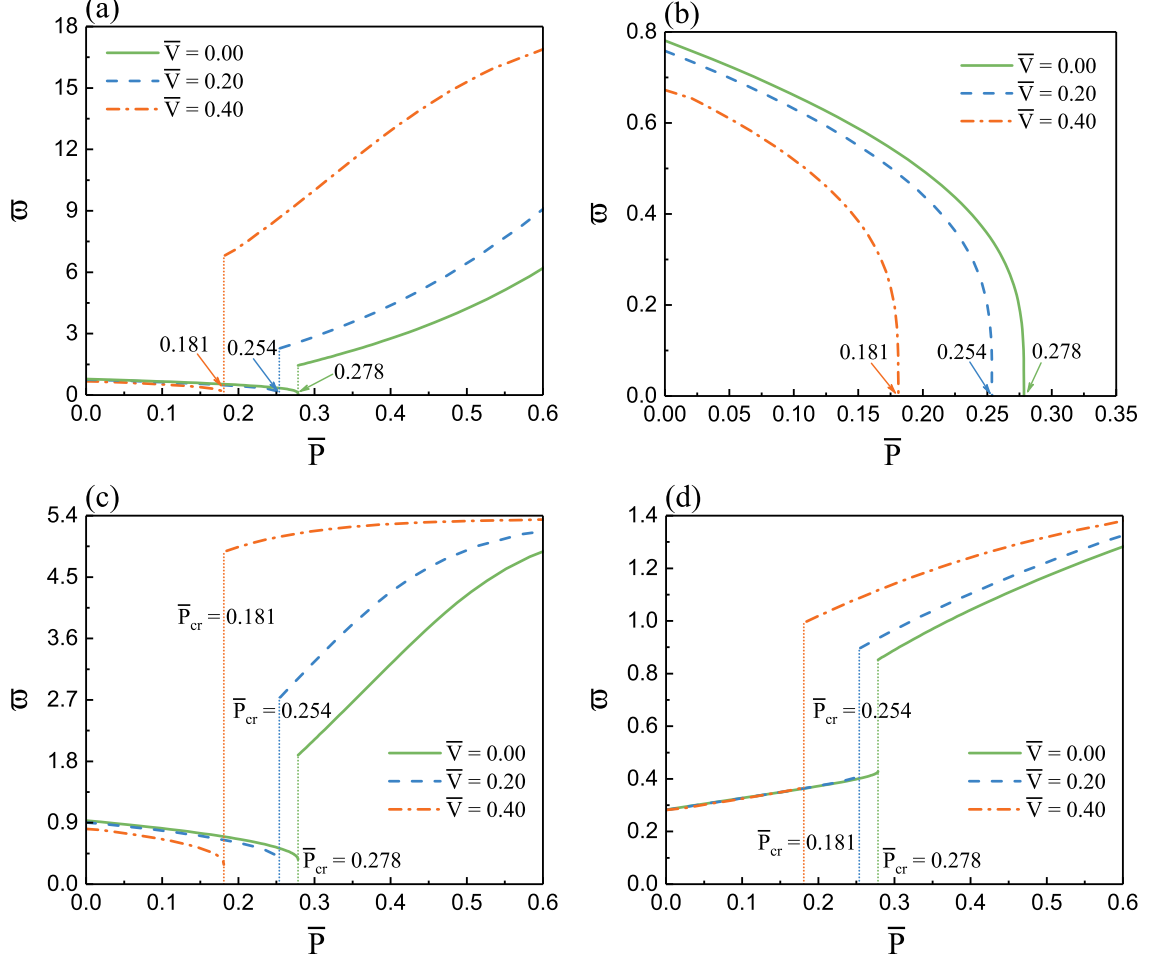 (a)
18
15
12
9
6
3
0
ϖ
V̅ = 0.00
V̅ = 0.20
V̅ = 0.40
0.181
0.254
0.278
0.0 0.1 0.2 0.3 0.4 0.5 0.6
P̅
(b)
0.8
0.6
0.4
0.2
0.0
ϖ
V̅ = 0.00
V̅ = 0.20
V̅ = 0.40
0.181
0.254
0.278
0.00 0.05 0.10 0.15 0.20 0.25 0.30 0.35
P̅
(c)
5.4
4.5
3.6
2.7
1.8
0.9
0.0
ϖ
P̅cr = 0.181
P̅cr = 0.254
V̅ = 0.00
V̅ = 0.20
V̅ = 0.40
P̅cr = 0.278
0.0 0.1 0.2 0.3 0.4 0.5 0.6
P̅
(d)
1.4
1.2
1.0
0.8
0.6
0.4
0.2
0.0
ϖ
P̅cr = 0.254
V̅ = 0.00
V̅ = 0.20
V̅ = 0.40
P̅cr = 0.181
P̅cr = 0.278
0.0 0.1 0.2 0.3 0.4 0.5 0.6
P̅